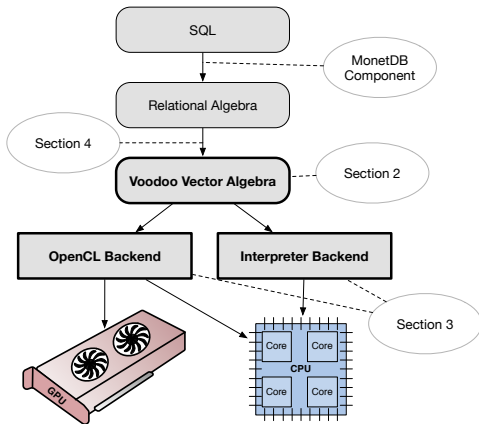 SQL
MonetDB
Component
Relational Algebra
Section 4
Voodoo Vector Algebra
Section 2
OpenCL Backend
Interpreter Backend
Section 3
GPU
Core
Core
CPU
Core
Core